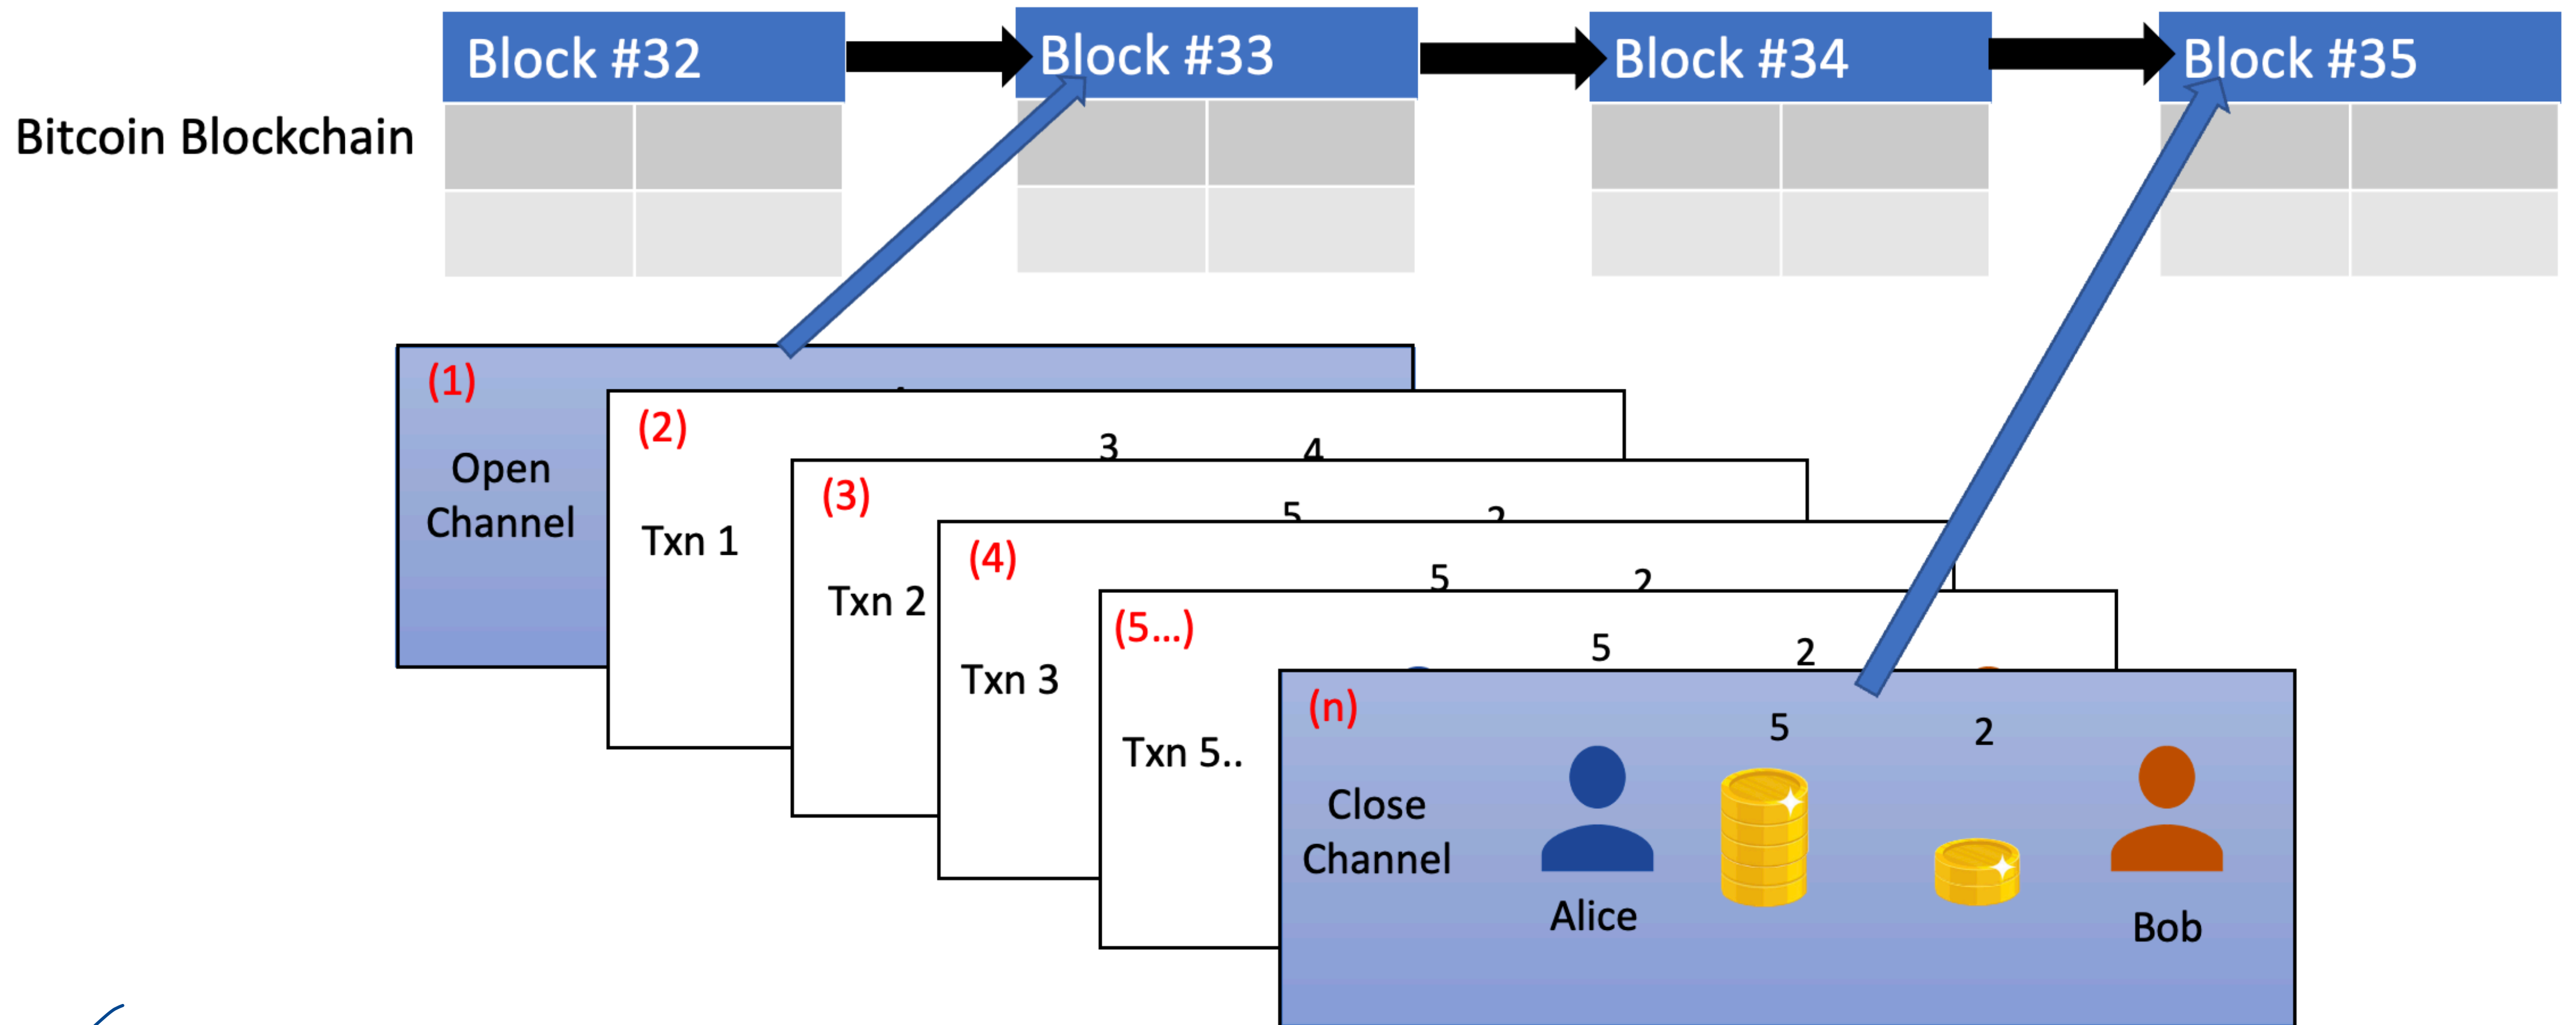 Block #32
Block #33
Block #34
Block #35
Bitcoin Blockchain
(1)
Open
Channel
(2)
3 4
Txn 1
(3)
5 2
Txn 2
(4)
5 2
Txn 3
(5...)
5 2
Txn 5..
(n)
5 2
Close
Channel
Alice
Bob